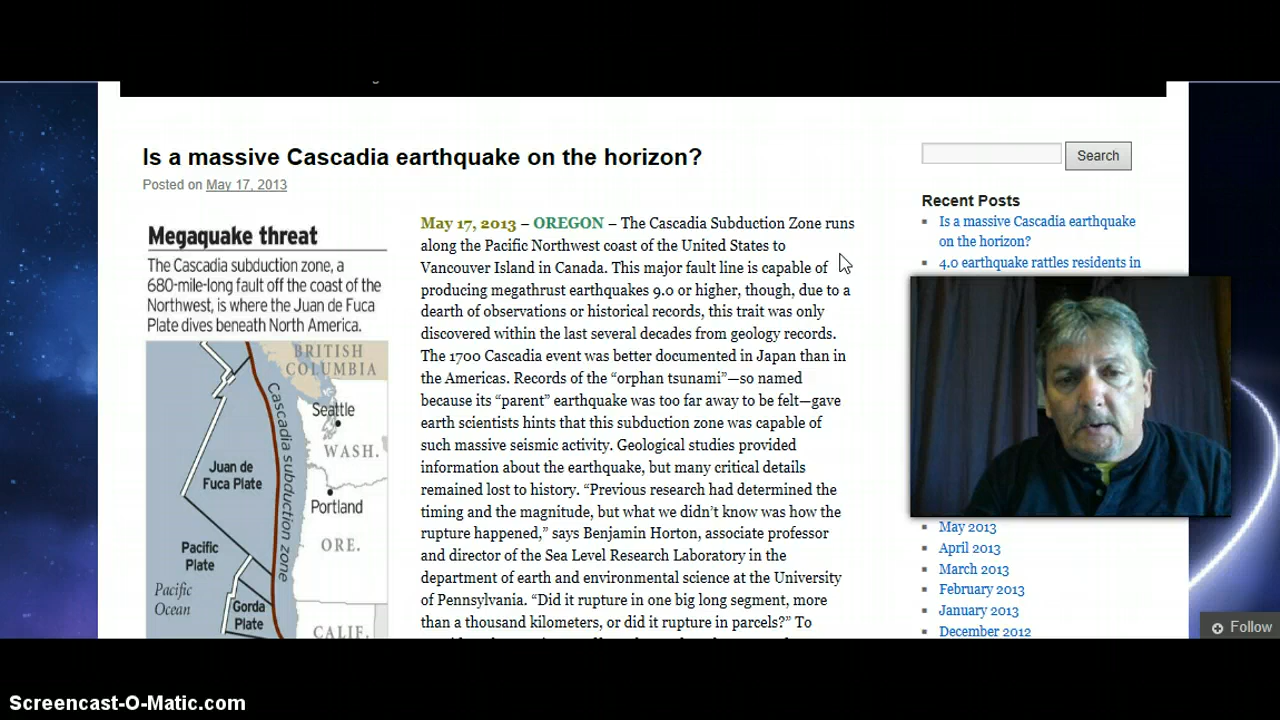 Is a massive Cascadia earthquake on the horizon?
Posted on May 17, 2013
Megaquake threat
The Cascadia subduction zone, a
680-mile-long fault off the coast of the
Northwest, is where the Juan de Fuca
Plate dives beneath North America.
BRITISH
COLUMBIA
Cascadia subduction zone
Seattle
WASH.
Juan de
Fuca Plate
Portland
ORE.
Pacific
Plate
Pacific
Ocean
Gorda
Plate
CALIF.
May 17, 2013 – OREGON – The Cascadia Subduction Zone runs
along the Pacific Northwest coast of the United States to
Vancouver Island in Canada. This major fault line is capable of
producing megathrust earthquakes 9.0 or higher, though, due to a
dearth of observations or historical records, this trait was only
discovered within the last several decades from geology records.
The 1700 Cascadia event was better documented in Japan than in
the Americas. Records of the “orphan tsunami”—so named
because its “parent” earthquake was too far away to be felt—gave
earth scientists hints that this subduction zone was capable of
such massive seismic activity. Geological studies provided
information about the earthquake, but many critical details
remained lost to history. “Previous research had determined the
timing and the magnitude, but what we didn’t know was how the
rupture happened,” says Benjamin Horton, associate professor
and director of the Sea Level Research Laboratory in the
department of earth and environmental science at the University
of Pennsylvania. “Did it rupture in one big long segment, more
than a thousand kilometers, or did it rupture in parcels?” To
Search
Recent Posts
Is a massive Cascadia earthquake
on the horizon?
4.0 earthquake rattles residents in
May 2013
April 2013
March 2013
February 2013
January 2013
December 2012
Follow
Screencast-O-Matic.com